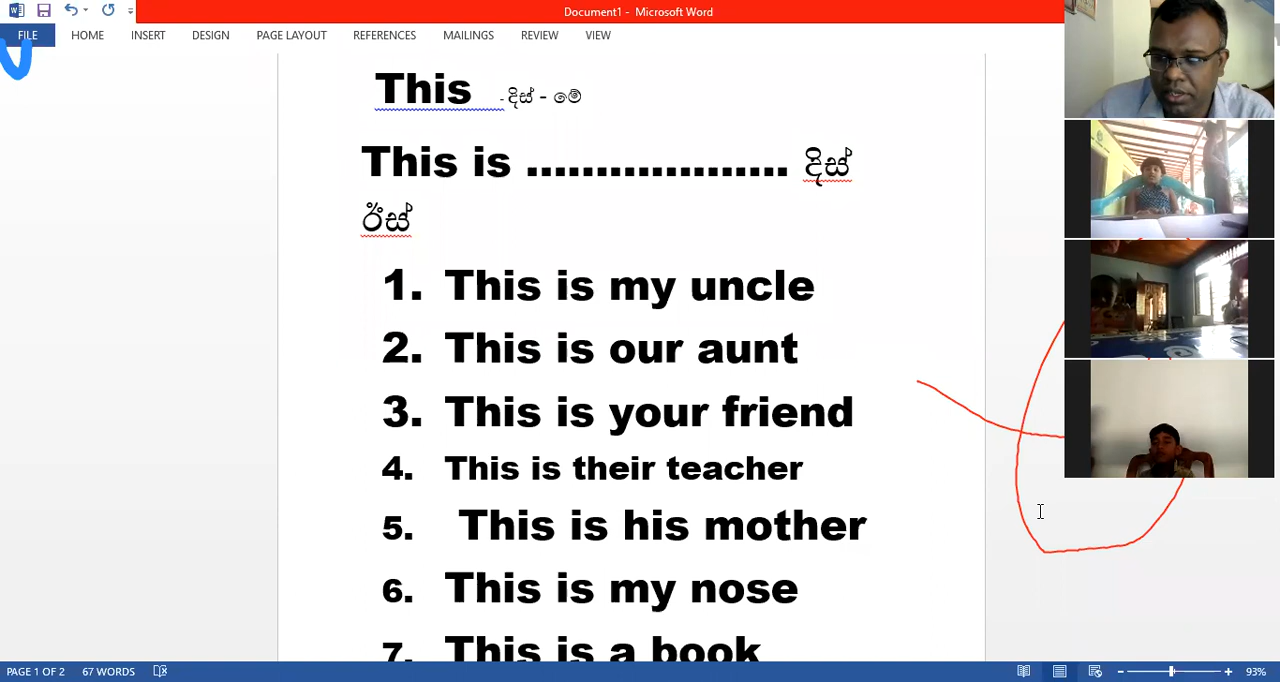 Document1 - Microsoft Word
FILE HOME INSERT DESIGN PAGE LAYOUT REFERENCES MAILINGS REVIEW VIEW
This - දිස් - මේ
This is ................... දිස්
ඊස්
1. This is my uncle
2. This is our aunt
3. This is your friend
4. This is their teacher
5. This is his mother
6. This is my nose
7. This is a book
PAGE 1 OF 2 67 WORDS 93%